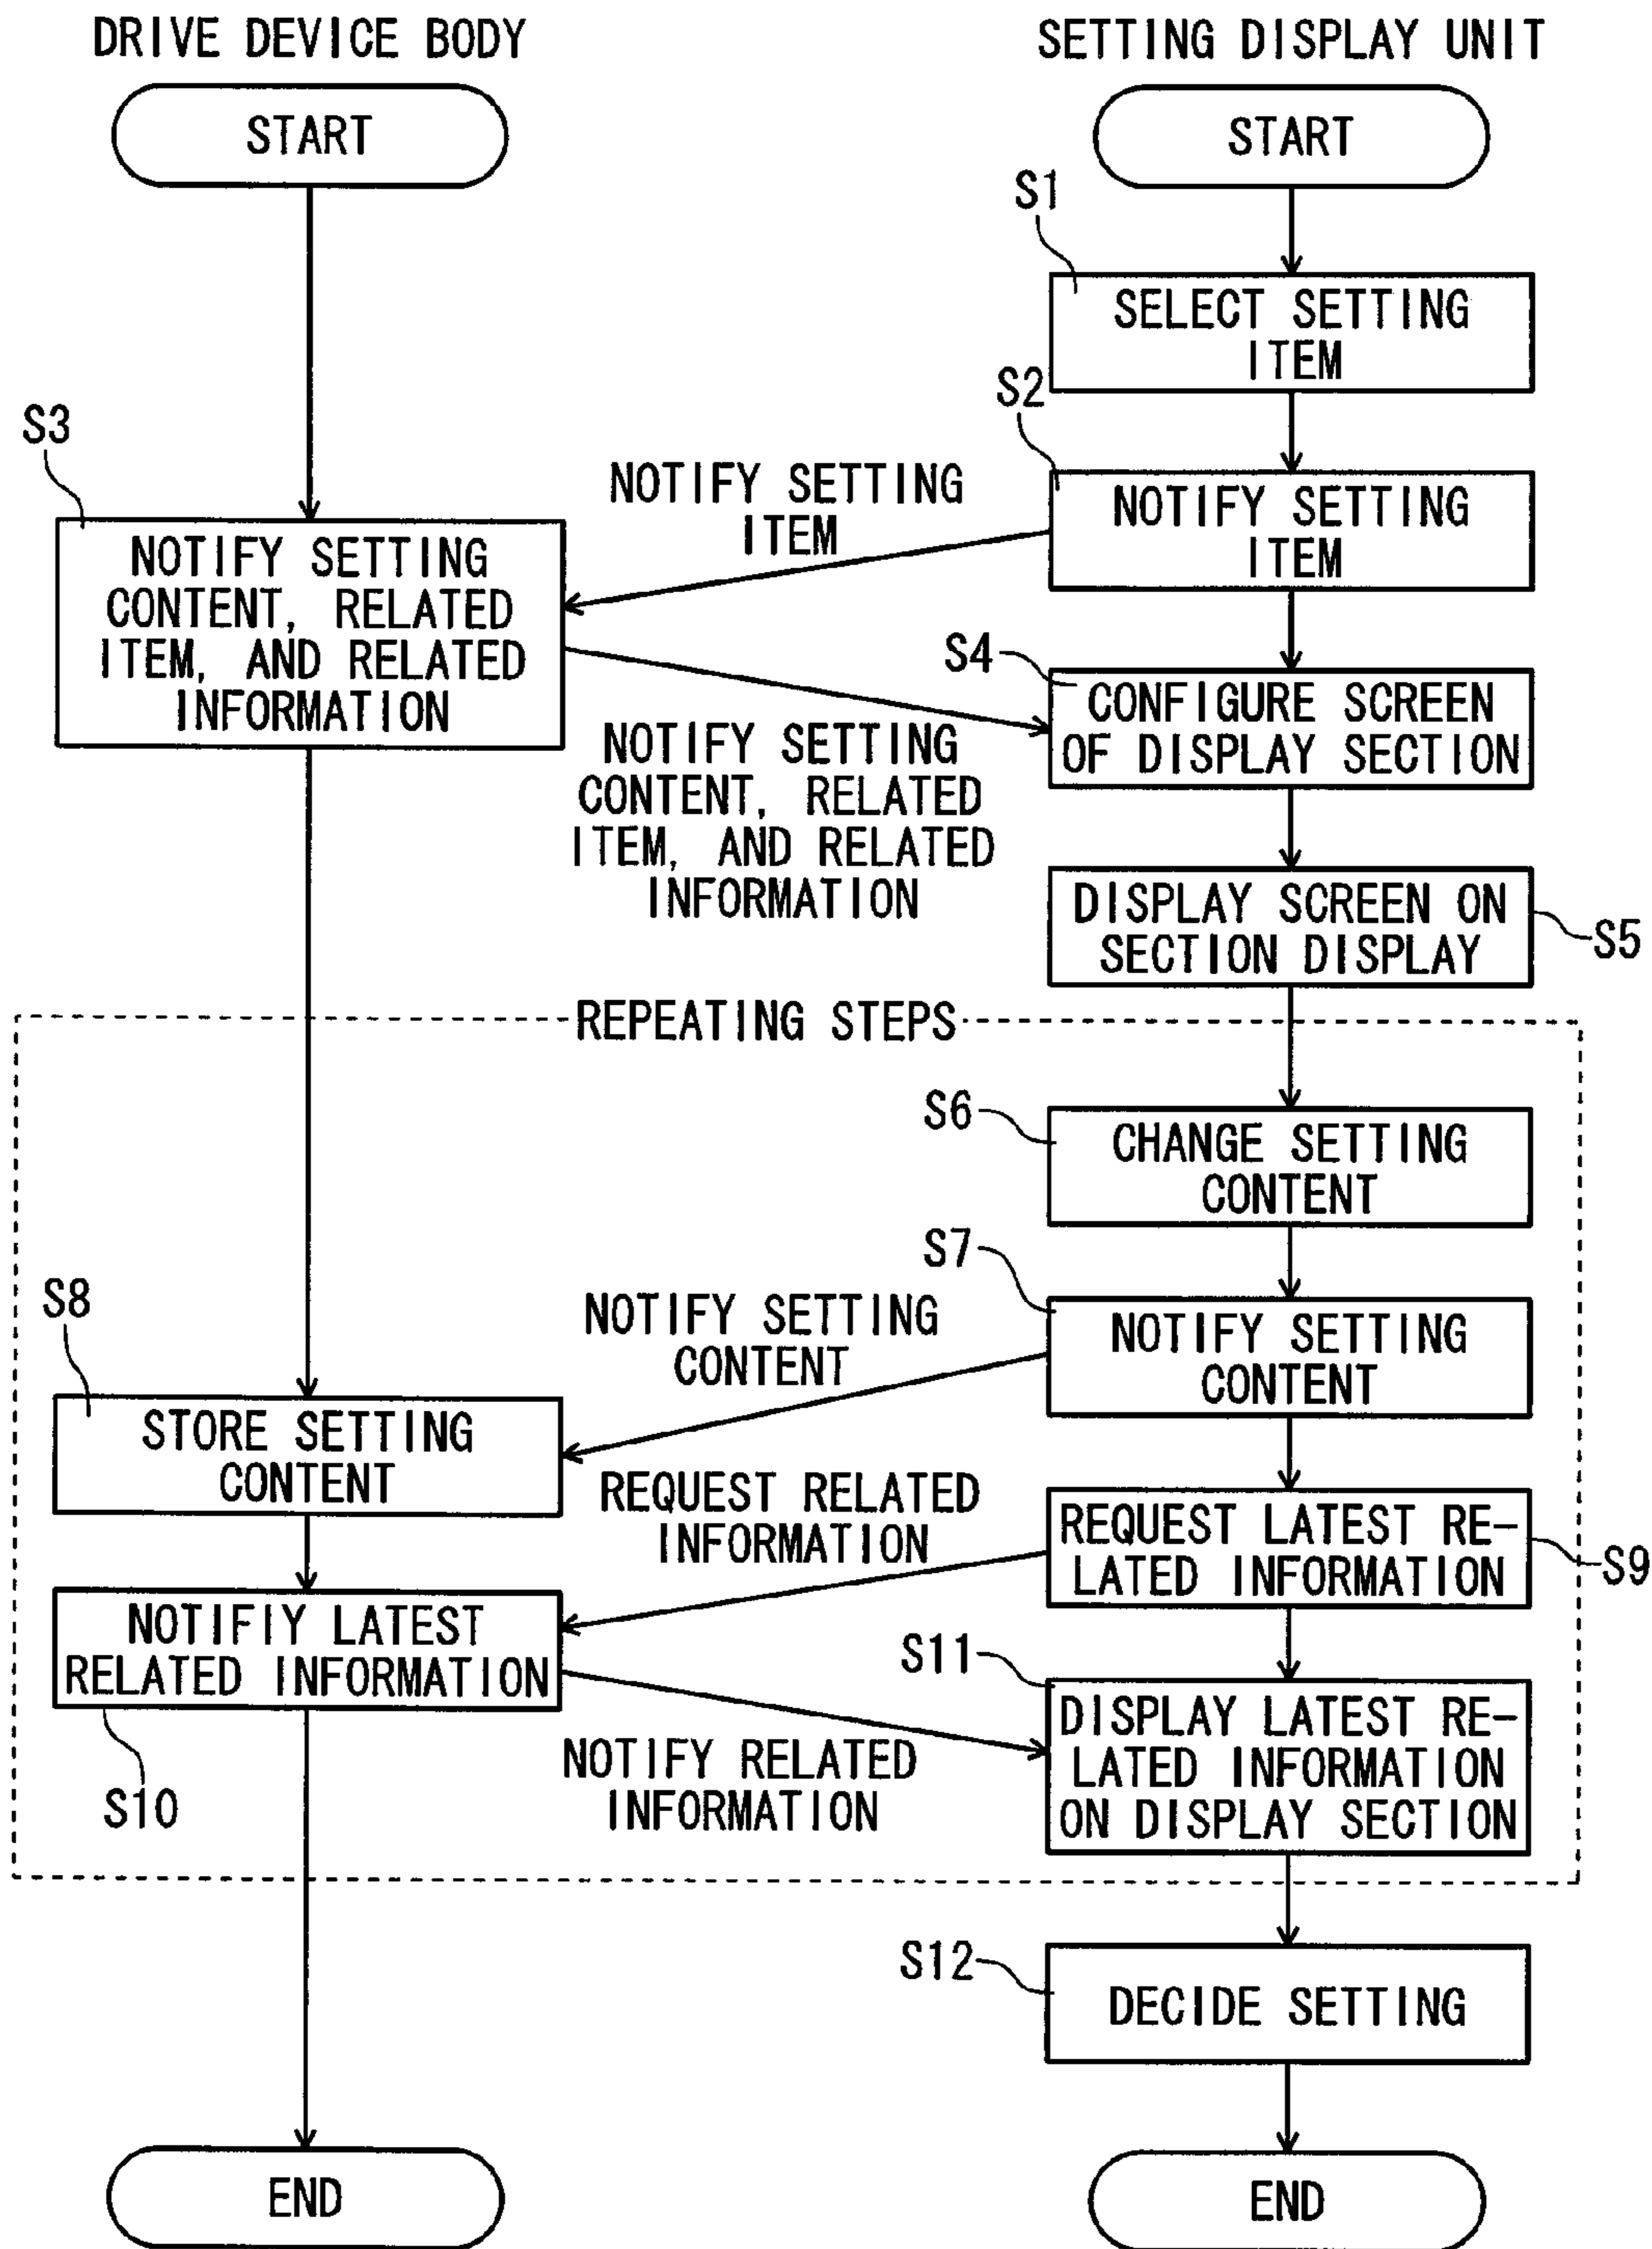 DRIVE DEVICE BODY
SETTING DISPLAY UNIT
START
START
S1
SELECT SETTING
ITEM
S2
NOTIFY SETTING
ITEM
S3
NOTIFY SETTING
ITEM
NOTIFY SETTING
CONTENT, RELATED
ITEM, AND RELATED
INFORMATION
S4
CONFIGURE SCREEN
OF DISPLAY SECTION
NOTIFY SETTING
CONTENT, RELATED
ITEM, AND RELATED
INFORMATION
DISPLAY SCREEN ON
SECTION DISPLAY
S5
REPEATING STEPS
S6
CHANGE SETTING
CONTENT
S7
NOTIFY SETTING
CONTENT
NOTIFY SETTING
CONTENT
S8
STORE SETTING
CONTENT
REQUEST RELATED
INFORMATION
REQUEST LATEST RE-
LATED INFORMATION
S9
NOTIFIY LATEST
RELATED INFORMATION
S10
S11
DISPLAY LATEST RE-
LATED INFORMATION
ON DISPLAY SECTION
NOTIFY RELATED
INFORMATION
S12
DECIDE SETTING
END
END